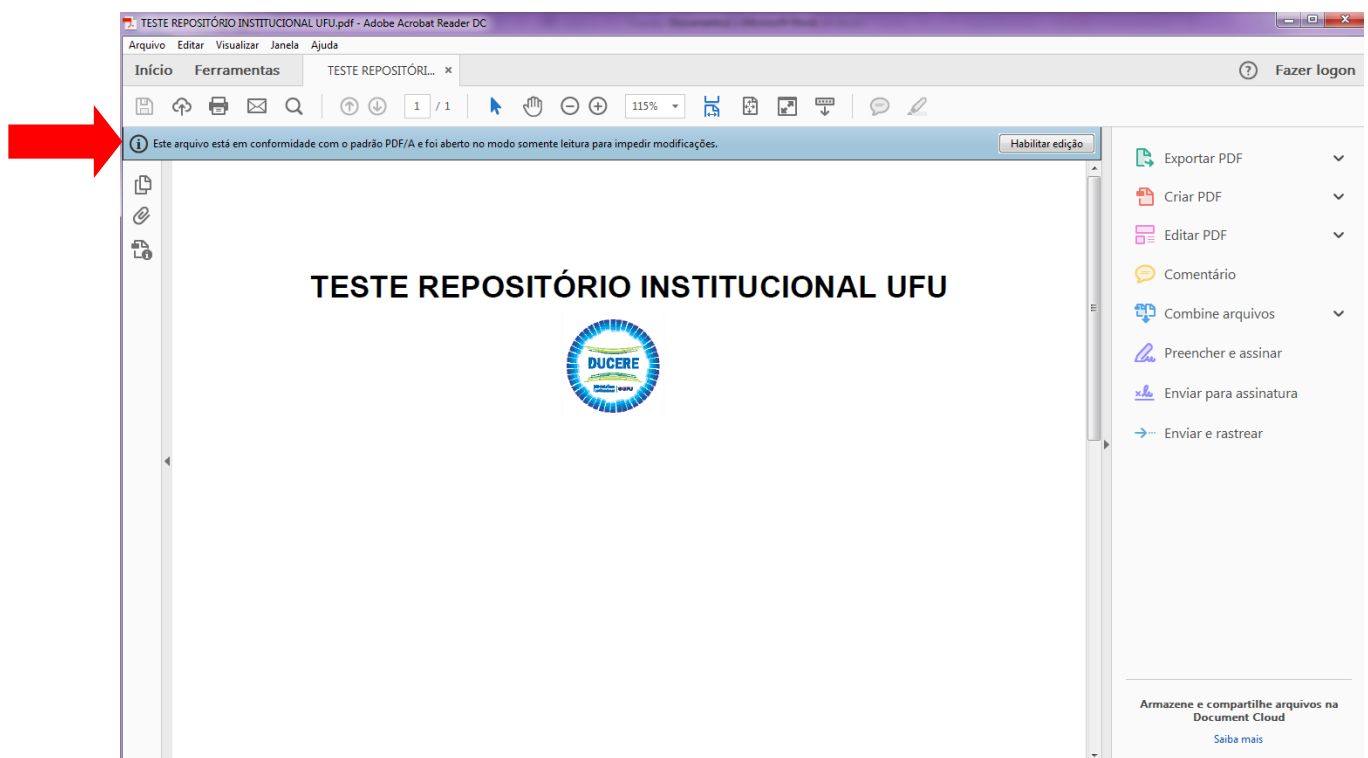 TESTE REPOSITÓRIO INSTITUCIONAL UFU.pdf - Adobe Acrobat Reader DC
Arquivo Editar Visualizar Janela Ajuda
Início Ferramentas TESTE REPOSITÓRI... ×
Fazer logon
1 / 1 115%
Este arquivo está em conformidade com o padrão PDF/A e foi aberto no modo somente leitura para impedir modificações.
Habilitar edição
TESTE REPOSITÓRIO INSTITUCIONAL UFU
DUCERE
Exportar PDF
Criar PDF
Editar PDF
Comentário
Combine arquivos
Preencher e assinar
Enviar para assinatura
Enviar e rastrear
Armazene e compartilhe arquivos na
Document Cloud
Saiba mais